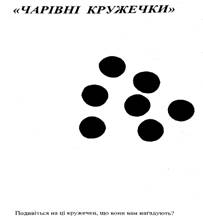 «ЧАРІВНІ КРУЖЕЧКИ»
Подивіться на ці кружечки, що вони вам нагадують?